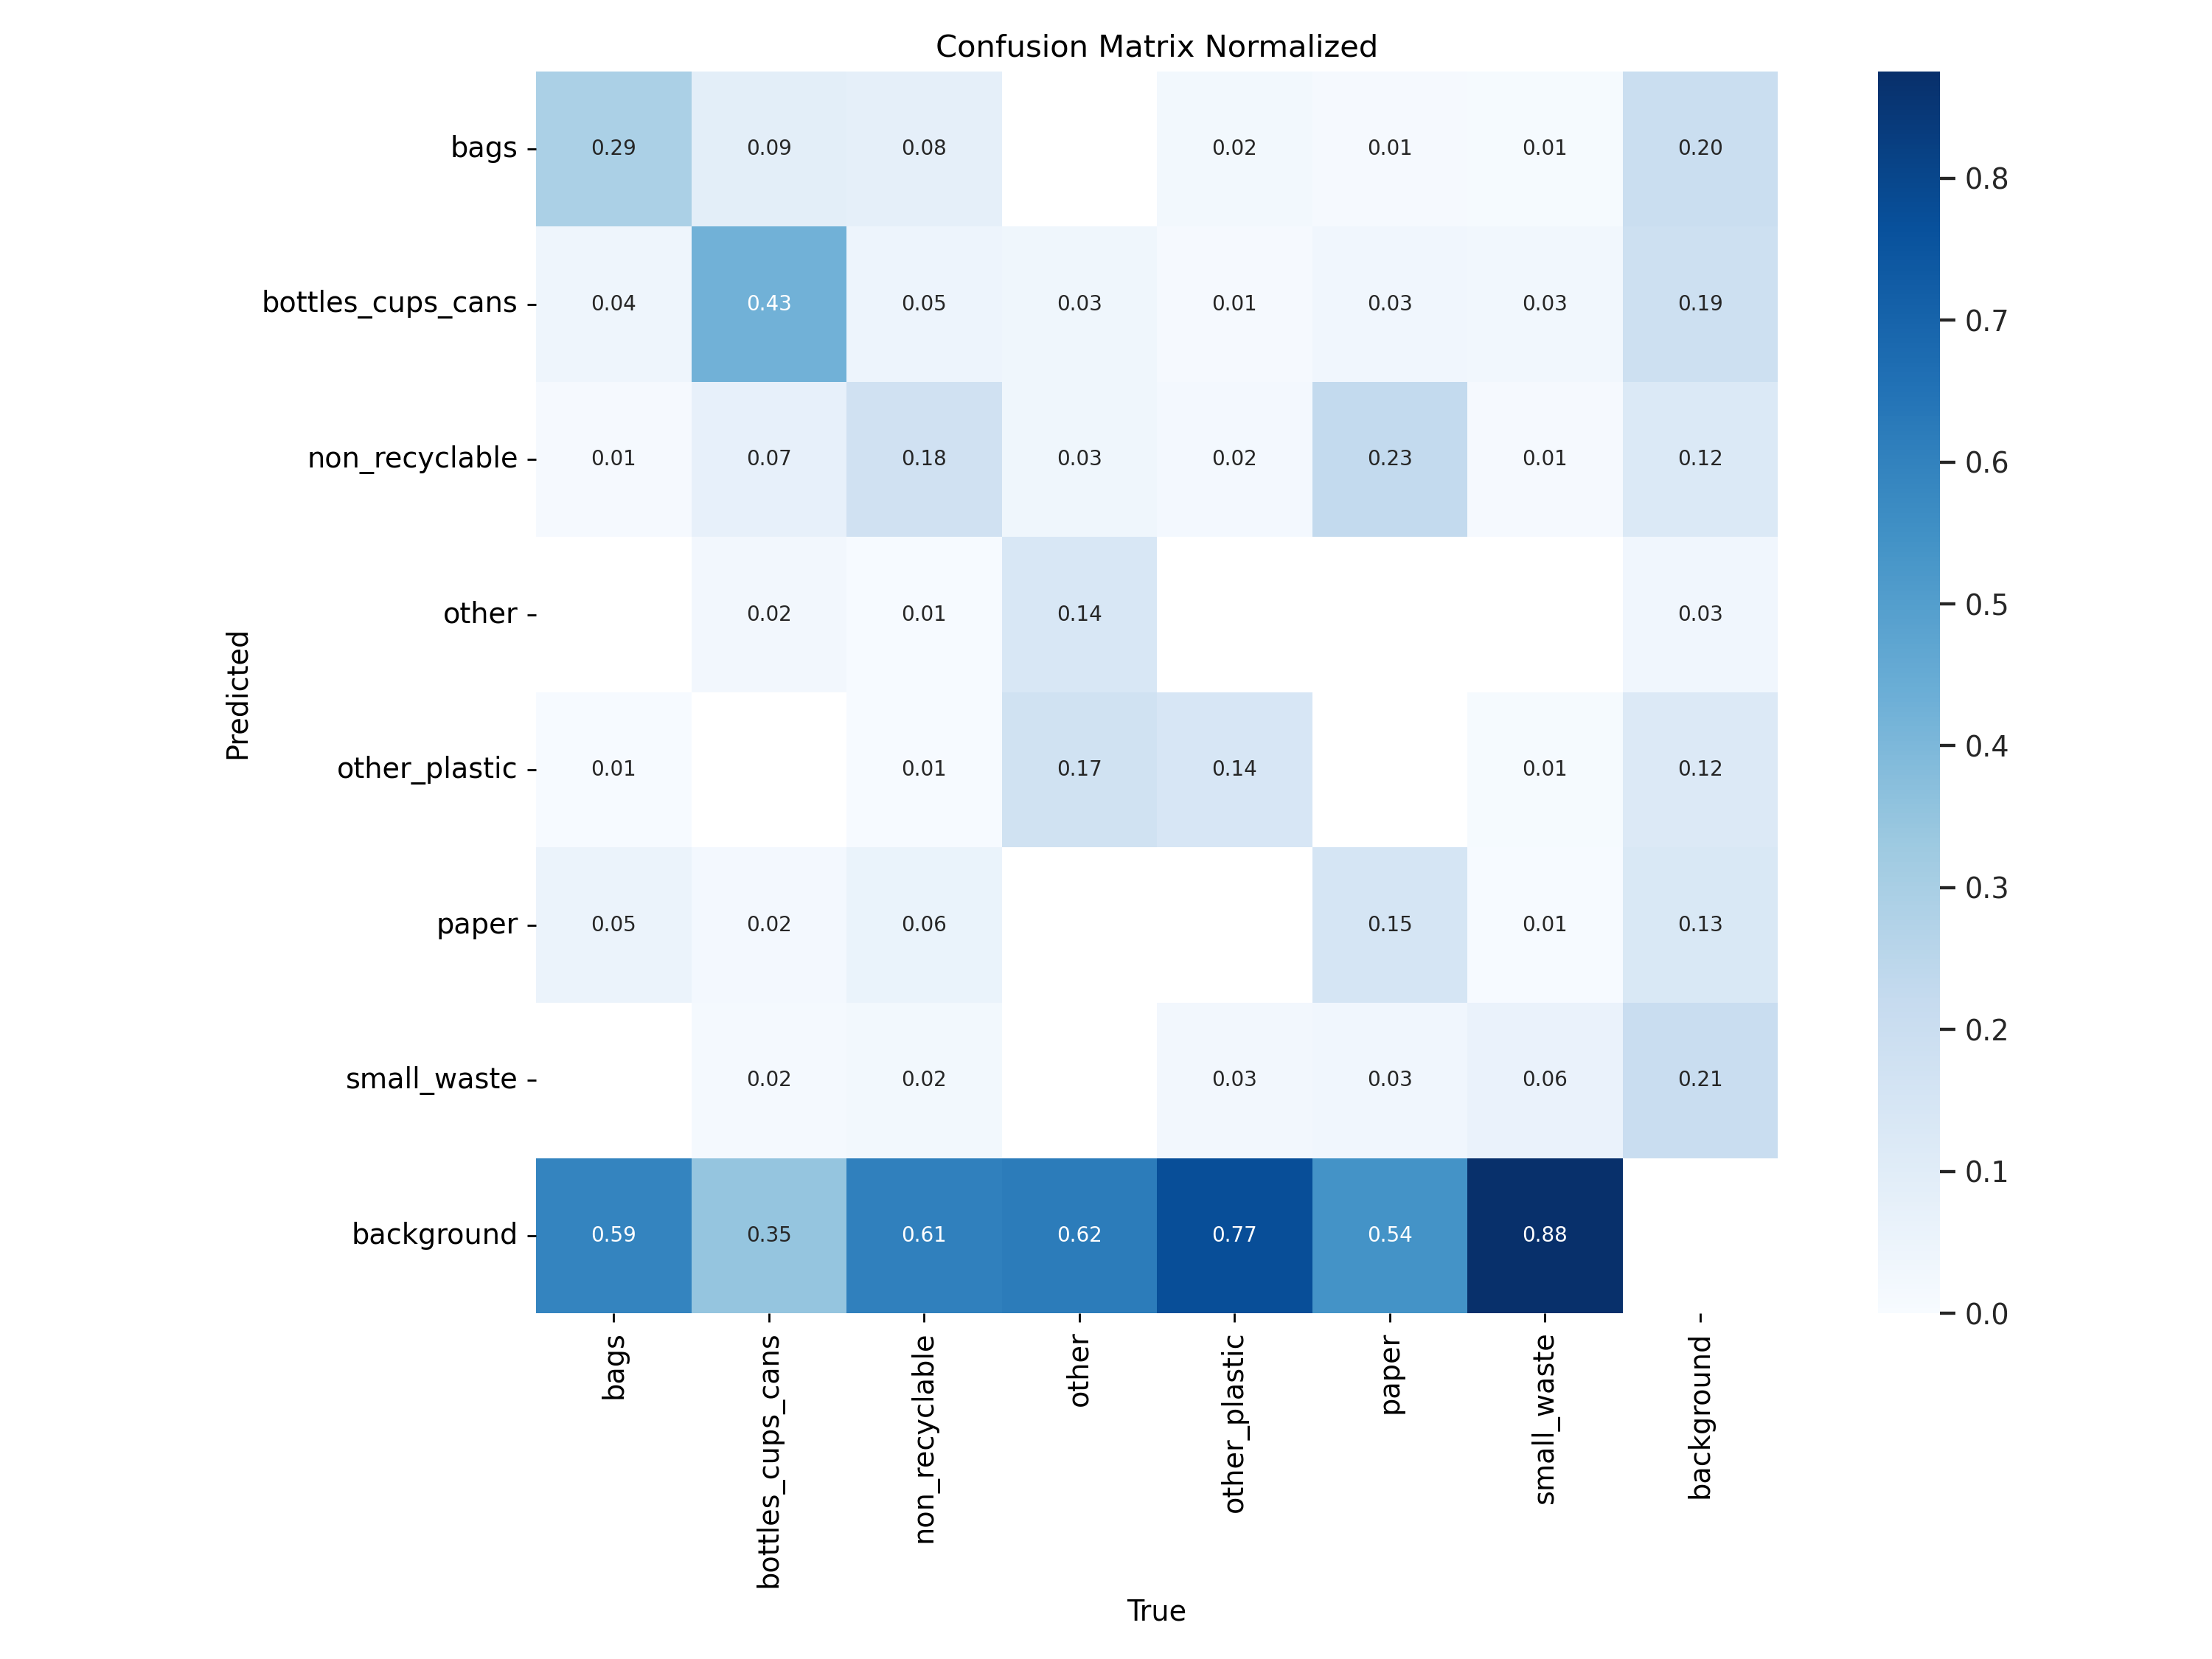 Confusion Matrix Normalized
bags 0.29 0.09 0.08 0.02 0.01 0.01 0.20
bottles_cups_cans 0.04 0.43 0.05 0.03 0.01 0.03 0.03 0.19
non_recyclable 0.01 0.07 0.18 0.03 0.02 0.23 0.01 0.12
other 0.02 0.01 0.14 0.03
other_plastic 0.01 0.01 0.17 0.14 0.01 0.12
paper 0.05 0.02 0.06 0.15 0.01 0.13
small_waste 0.02 0.02 0.03 0.03 0.06 0.21
background 0.59 0.35 0.61 0.62 0.77 0.54 0.88
Predicted
bags
bottles_cups_cans
non_recyclable
other
other_plastic
paper
small_waste
background
True
0.8
0.7
0.6
0.5
0.4
0.3
0.2
0.1
0.0